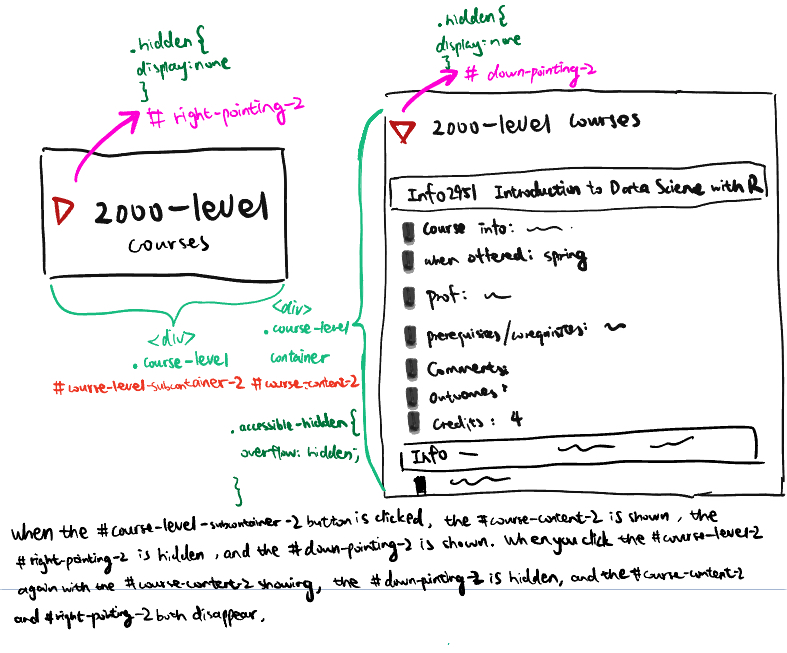 .hidden{
display:none
}
# right-pointing-2
2000-level
courses
<div>
.course-level
#course-level-subcontainer-2
.hidden{
display:none
}
# down-pointing-2
2000-level courses
Info2951 Introduction to Data Science with R
course info:
when offered: spring
prof:
prerequisites/corequisites:
Comments:
outcomes:
credits: 4
Info
<div>
.course-level
container
#course-content-2
.accessible-hidden{
overflow: hidden;
}
when the #course-level-subcontainer-2 button is clicked, the #course-content-2 is shown, the
#right-pointing-2 is hidden, and the #down-pointing-2 is shown. When you click the #course-level-2
again with the #course-content-2 showing, the #down-pointing-2 is hidden, and the #course-content-2
and #right-pointing-2 both disappear.